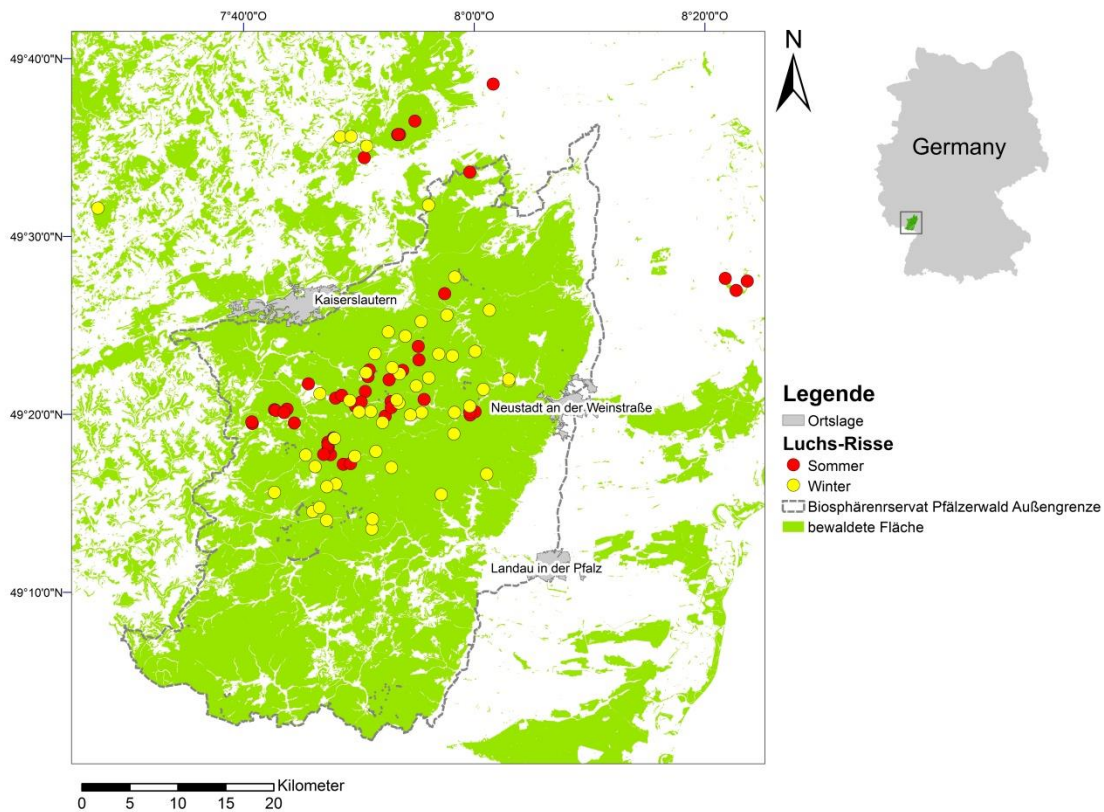 7°40'0"O 8°0'0"O 8°20'0"O
49°40'0"N
49°30'0"N
49°20'0"N
49°10'0"N
Kaiserslautern
Neustadt an der Weinstraße
Landau in der Pfalz
Kilometer
0 5 10 15 20
N
Germany
Legende
Ortslage
Luchs-Risse
Sommer
Winter
Biosphärenservat Pfälzerwald Außengrenze
bewaldete Fläche